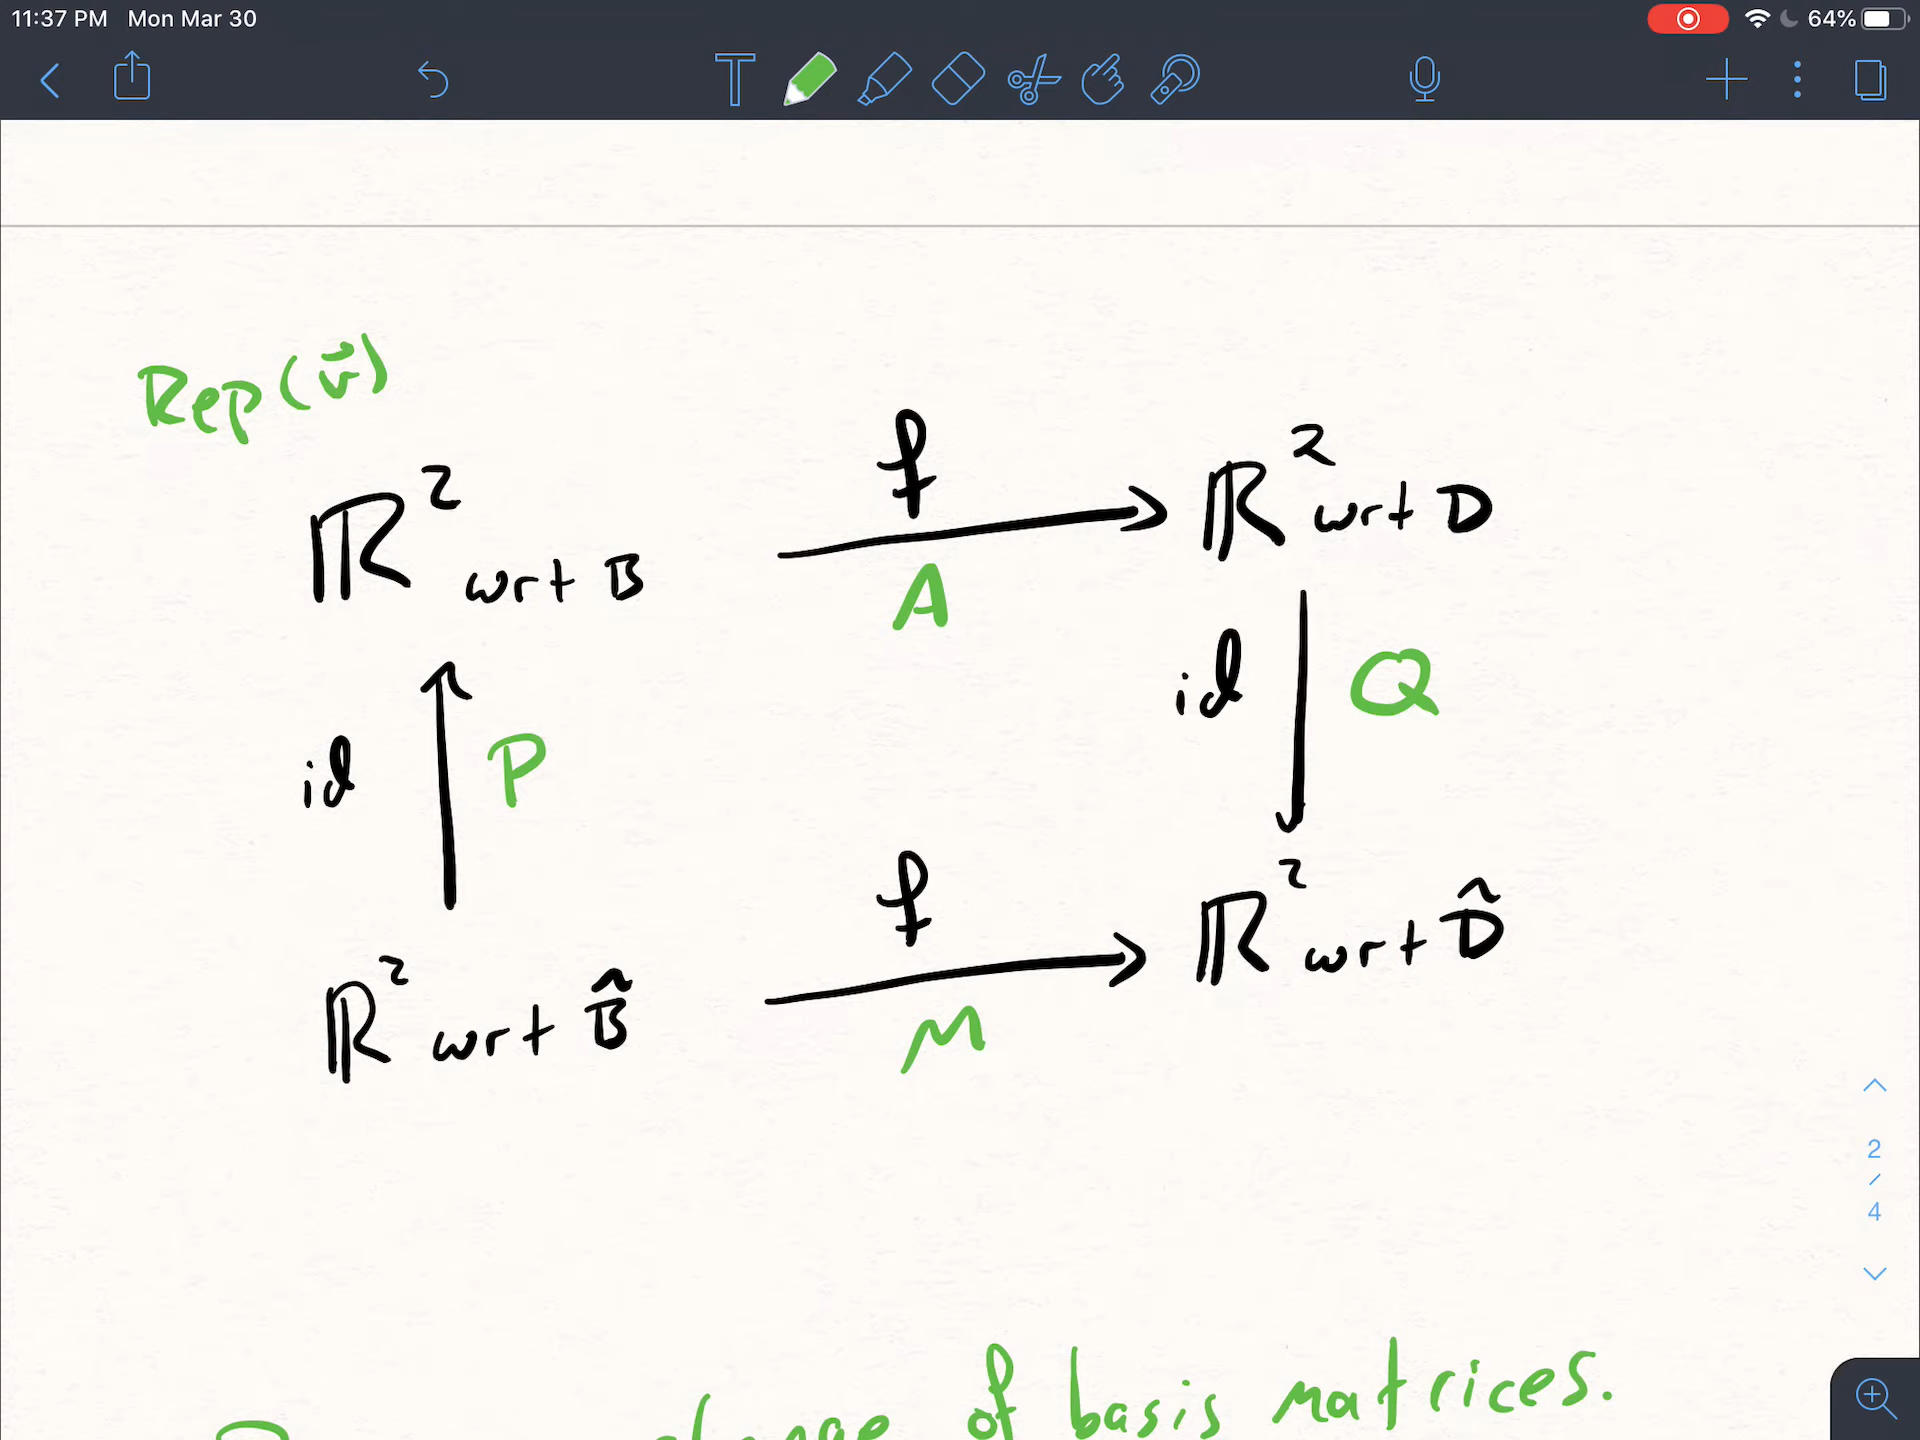 11:37 PM Mon Mar 30 64%
T
Rep(v⃗)
f
ℝ² wrt B A ℝ² wrt D
id P id Q
f
ℝ² wrt B̂ M ℝ² wrt D̂
2
/
4
change of basis matrices.